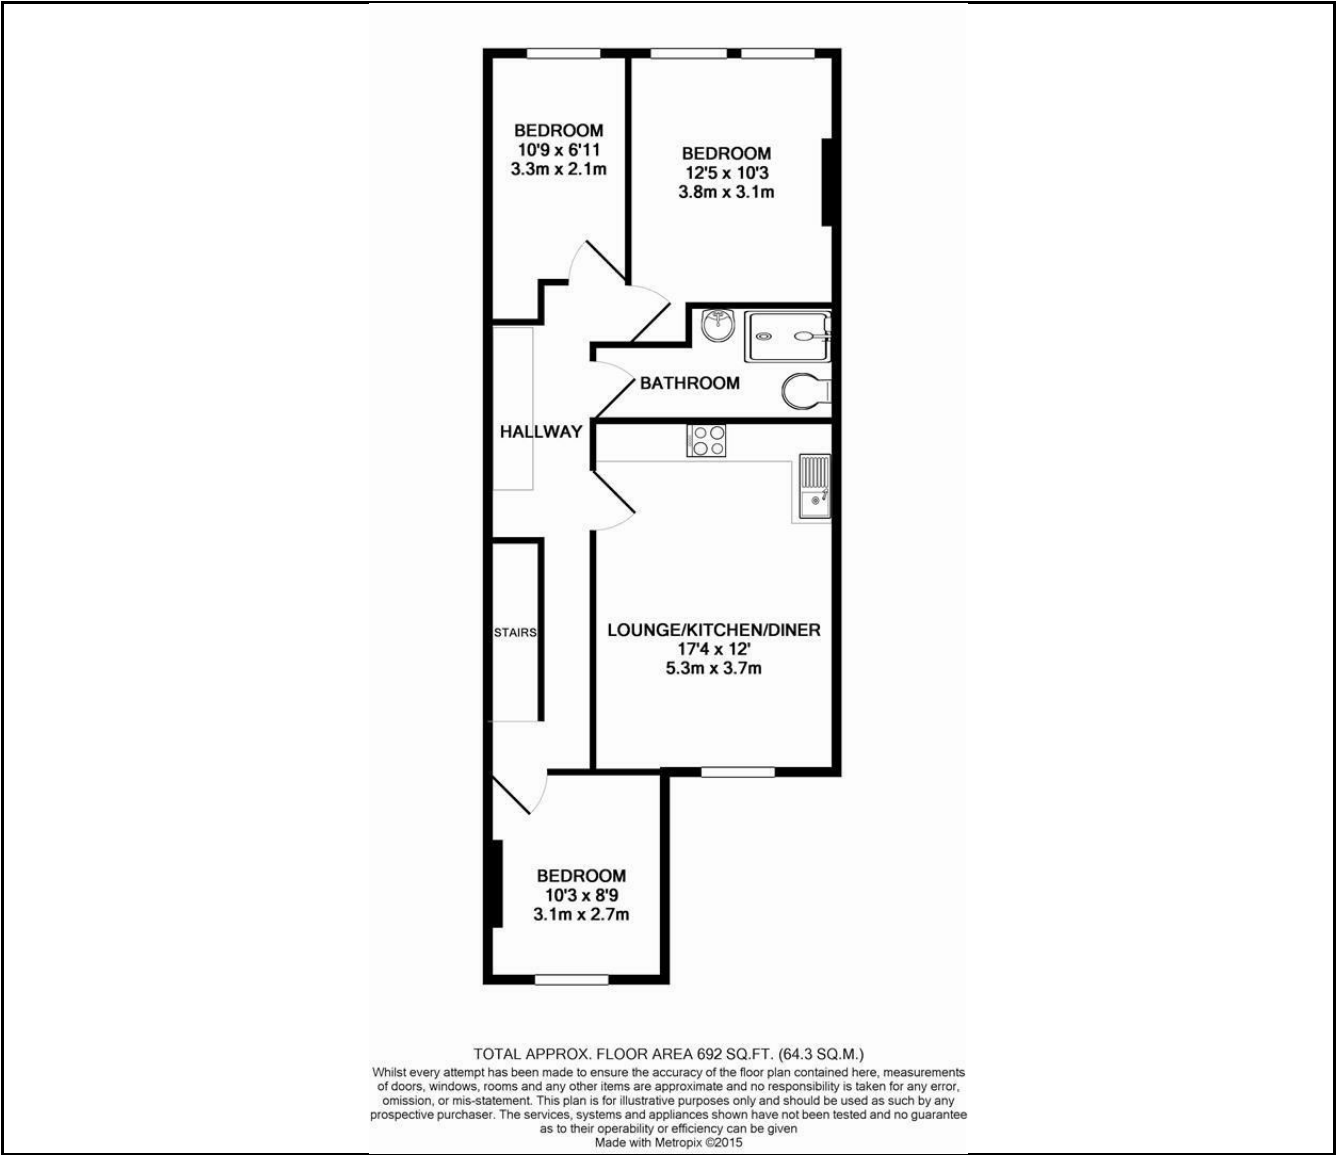 BEDROOM
10'9 x 6'11
3.3m x 2.1m
BEDROOM
12'5 x 10'3
3.8m x 3.1m
BATHROOM
HALLWAY
STAIRS
LOUNGE/KITCHEN/DINER
17'4 x 12'
5.3m x 3.7m
BEDROOM
10'3 x 8'9
3.1m x 2.7m
TOTAL APPROX. FLOOR AREA 692 SQ.FT. (64.3 SQ.M.)
Whilst every attempt has been made to ensure the accuracy of the floor plan contained here, measurements
of doors, windows, rooms and any other items are approximate and no responsibility is taken for any error,
omission, or mis-statement. This plan is for illustrative purposes only and should be used as such by any
prospective purchaser. The services, systems and appliances shown have not been tested and no guarantee
as to their operability or efficiency can be given
Made with Metropix ©2015